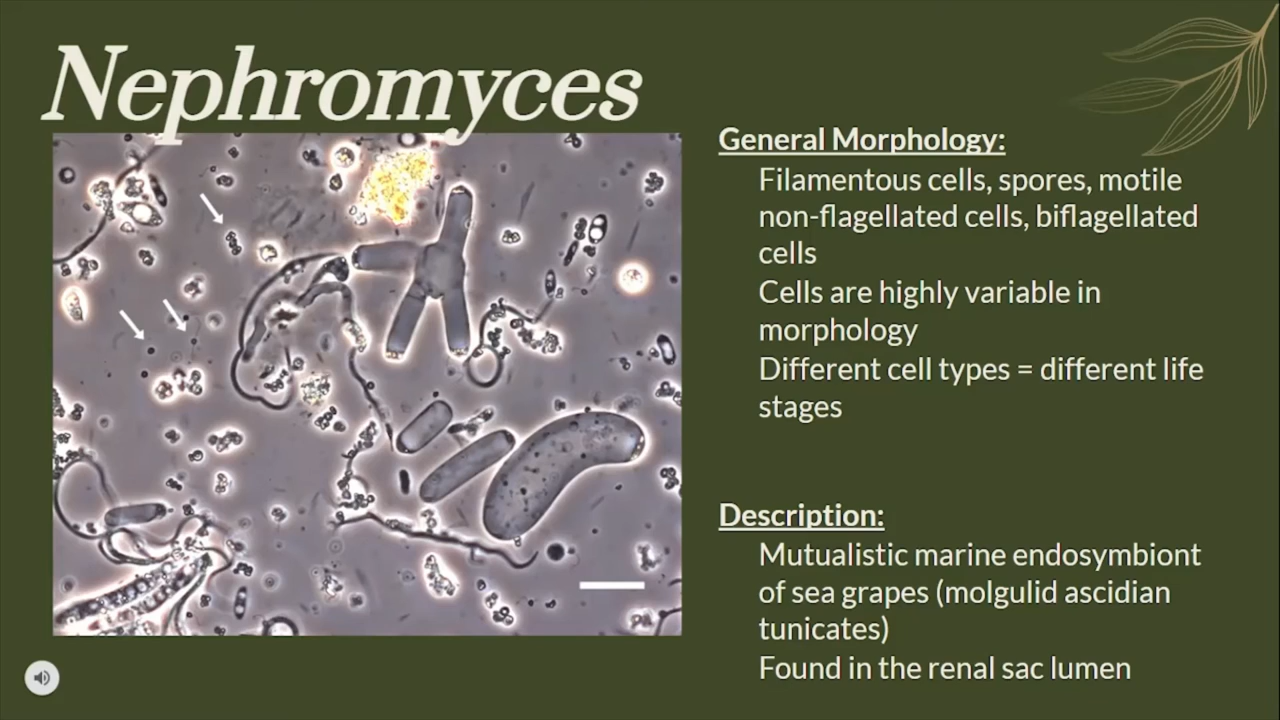 Nephromyces
General Morphology:
Filamentous cells, spores, motile
non-flagellated cells, biflagellated
cells
Cells are highly variable in
morphology
Different cell types = different life
stages
Description:
Mutualistic marine endosymbiont
of sea grapes (molgulid ascidian
tunicates)
Found in the renal sac lumen